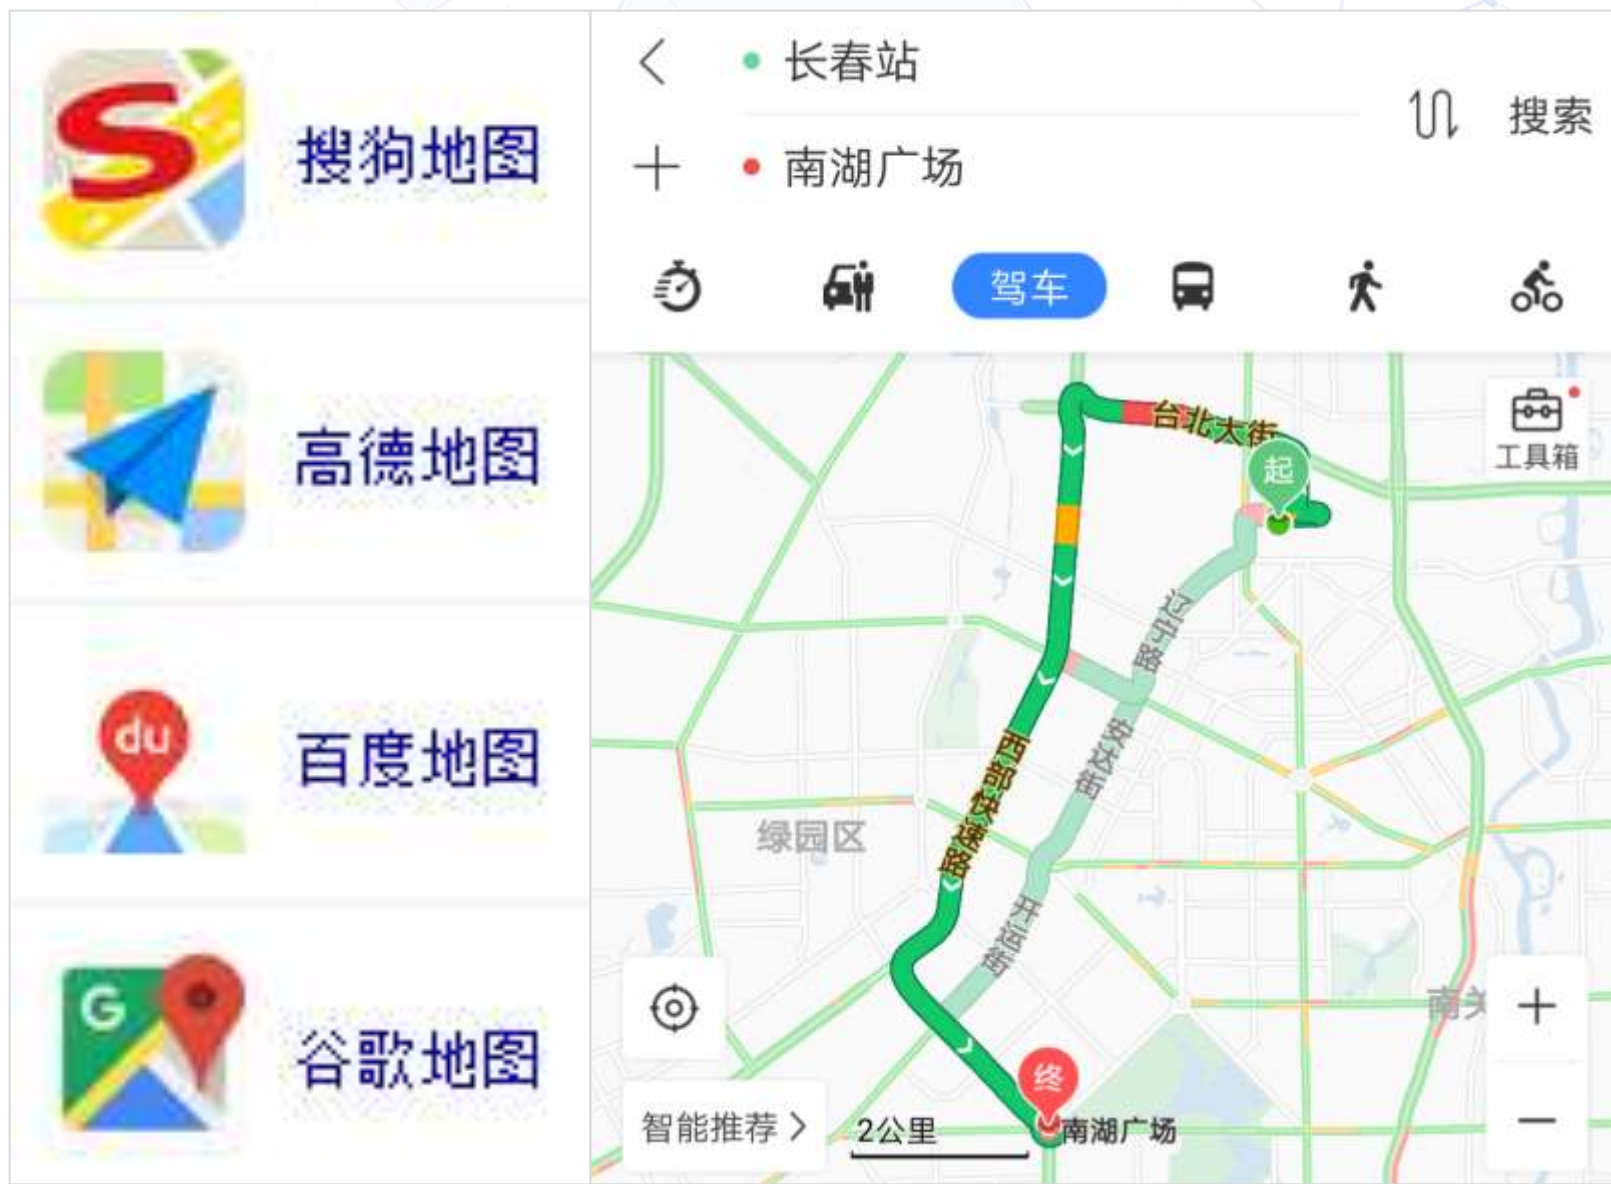 S
搜狗地图
高德地图
du
百度地图
G
谷歌地图
长春站
搜索
南湖广场
驾车
台北大街
工具箱
起
辽宁路
西部快速路
安达街
绿园区
开运街
南关
终
智能推荐
2公里
南湖广场